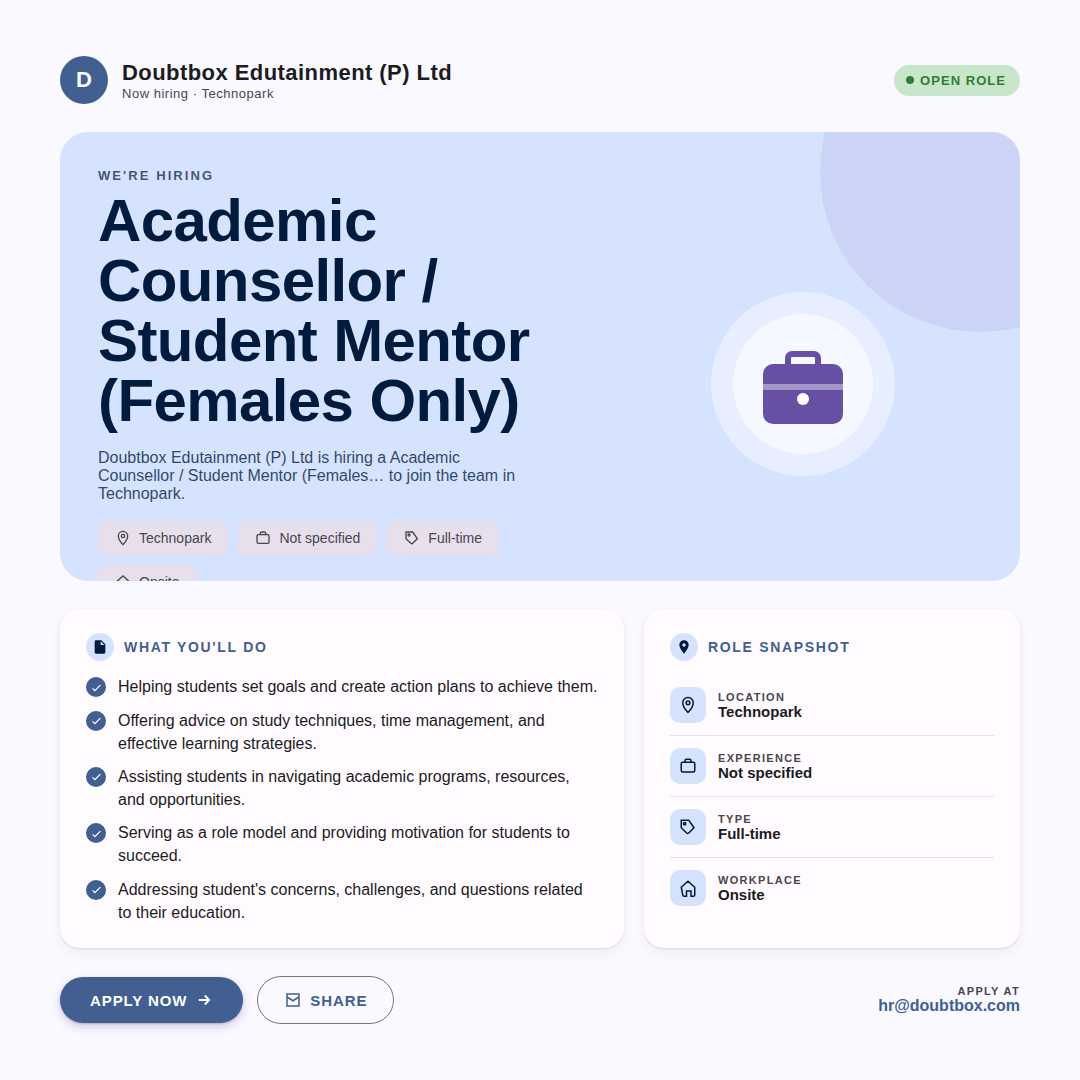 D
Doubtbox Edutainment (P) Ltd
Now hiring · Technopark
OPEN ROLE
WE'RE HIRING
Academic
Counsellor /
Student Mentor
(Females Only)
Doubtbox Edutainment (P) Ltd is hiring a Academic
Counsellor / Student Mentor (Females… to join the team in
Technopark.
Technopark
Not specified
Full-time
Onsite
WHAT YOU'LL DO
Helping students set goals and create action plans to achieve them.
Offering advice on study techniques, time management, and
effective learning strategies.
Assisting students in navigating academic programs, resources,
and opportunities.
Serving as a role model and providing motivation for students to
succeed.
Addressing student's concerns, challenges, and questions related
to their education.
ROLE SNAPSHOT
LOCATION
Technopark
EXPERIENCE
Not specified
TYPE
Full-time
WORKPLACE
Onsite
APPLY NOW
SHARE
APPLY AT
hr@doubtbox.com